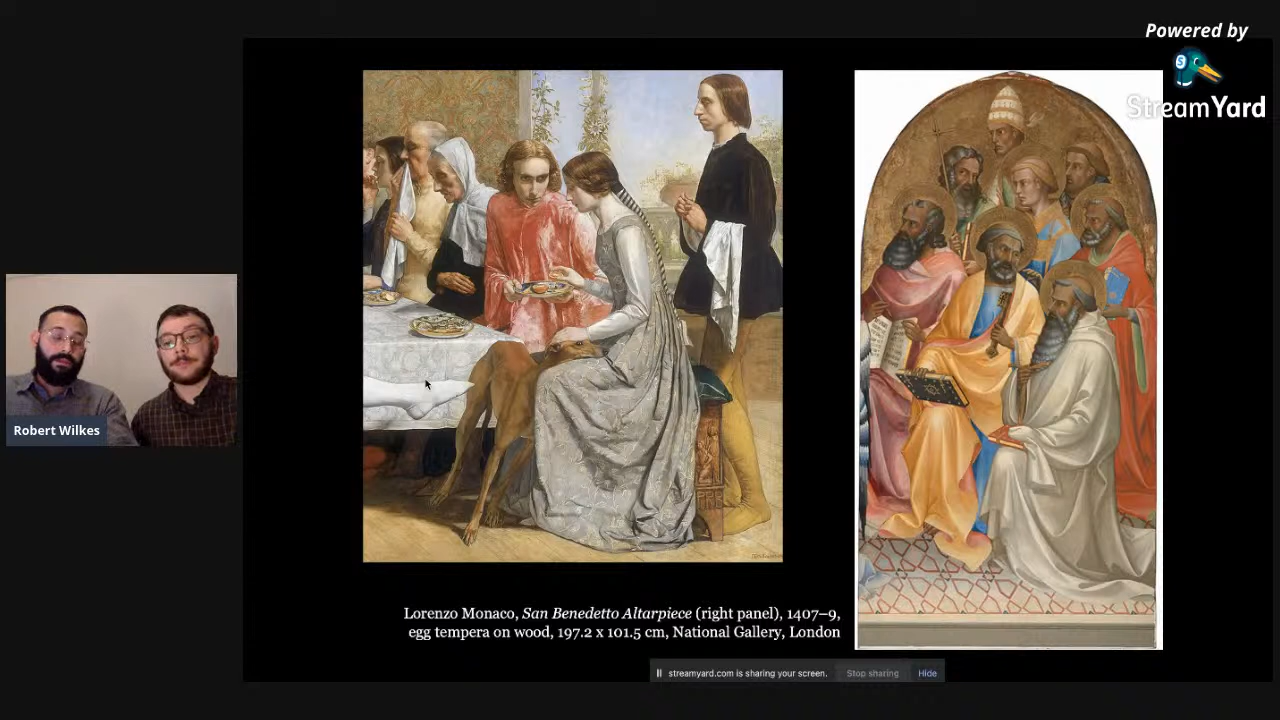 Powered by
StreamYard
Robert Wilkes
Lorenzo Monaco, San Benedetto Altarpiece (right panel), 1407–9,
egg tempera on wood, 197.2 x 101.5 cm, National Gallery, London
streamyard.com is sharing your screen. Stop sharing Hide